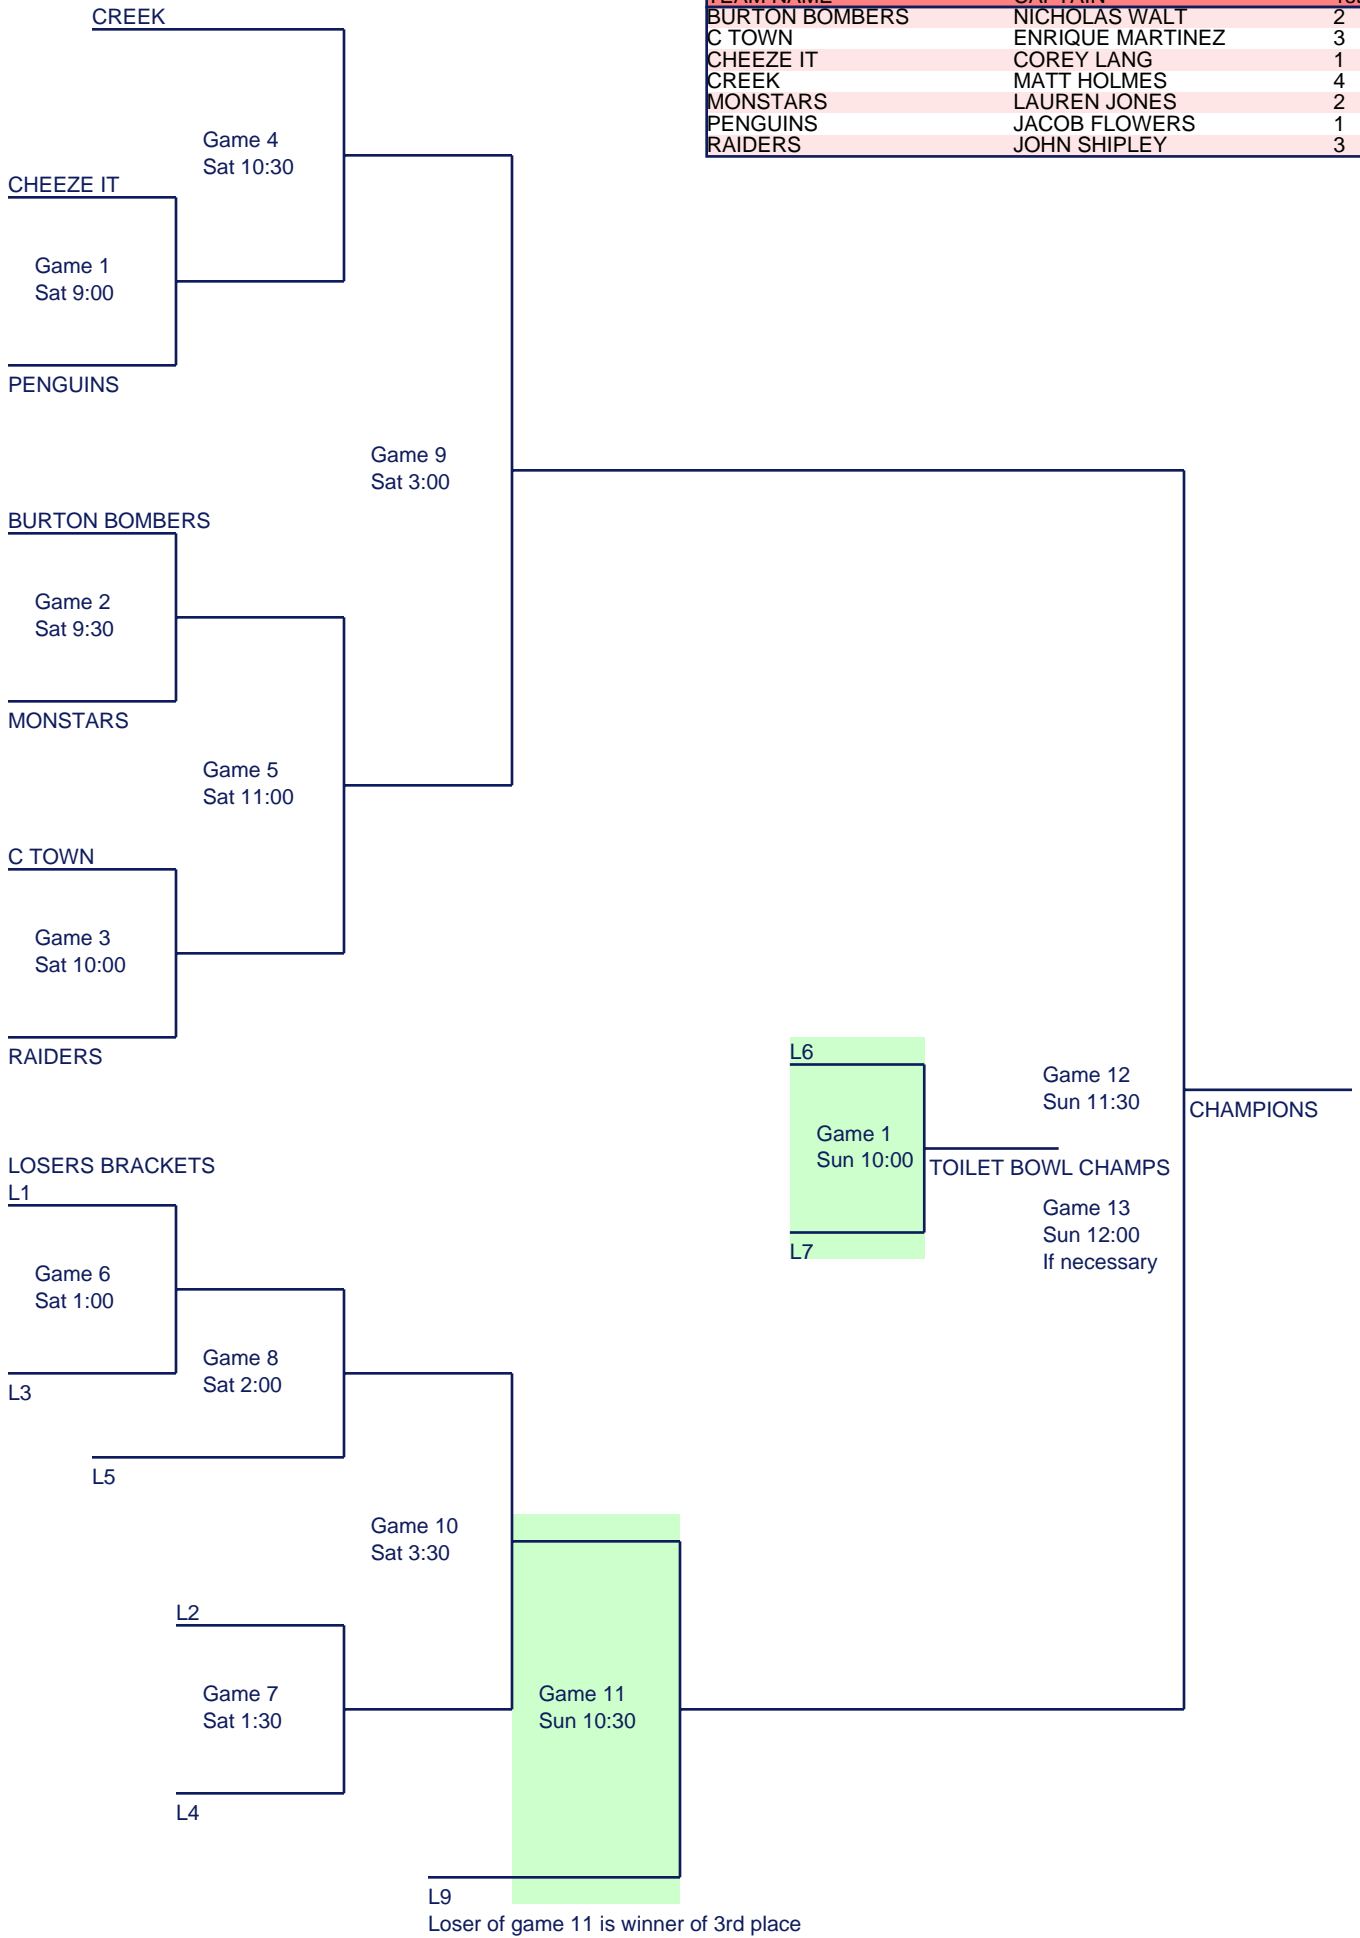 TEAM NAME CAPTAIN
BURTON BOMBERS NICHOLAS WALT 2
C TOWN ENRIQUE MARTINEZ 3
CHEEZE IT COREY LANG 1
CREEK MATT HOLMES 4
MONSTARS LAUREN JONES 2
PENGUINS JACOB FLOWERS 1
RAIDERS JOHN SHIPLEY 3
CREEK
Game 4
Sat 10:30
CHEEZE IT
Game 1
Sat 9:00
PENGUINS
Game 9
Sat 3:00
BURTON BOMBERS
Game 2
Sat 9:30
MONSTARS
Game 5
Sat 11:00
C TOWN
Game 3
Sat 10:00
RAIDERS
L6
Game 12
Sun 11:30
CHAMPIONS
Game 1
Sun 10:00
TOILET BOWL CHAMPS
Game 13
Sun 12:00
If necessary
L7
LOSERS BRACKETS
L1
Game 6
Sat 1:00
L3
Game 8
Sat 2:00
L5
Game 10
Sat 3:30
L2
Game 7
Sat 1:30
L4
Game 11
Sun 10:30
L9
Loser of game 11 is winner of 3rd place